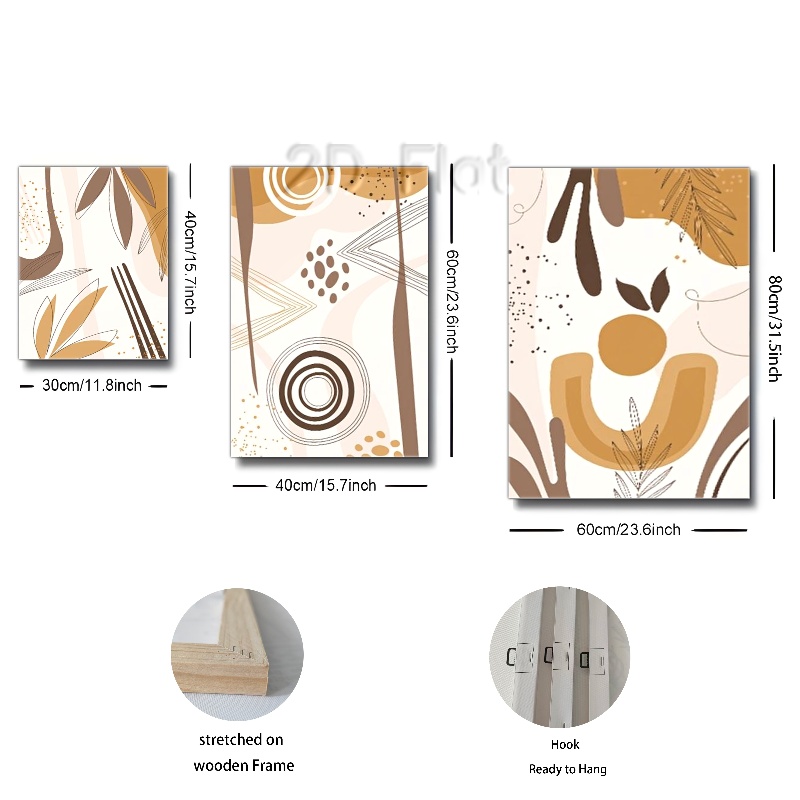 2D Flat
40cm/15.7inch
30cm/11.8inch
60cm/23.6inch
40cm/15.7inch
80cm/31.5inch
60cm/23.6inch
stretched on
wooden Frame
Hook
Ready to Hang